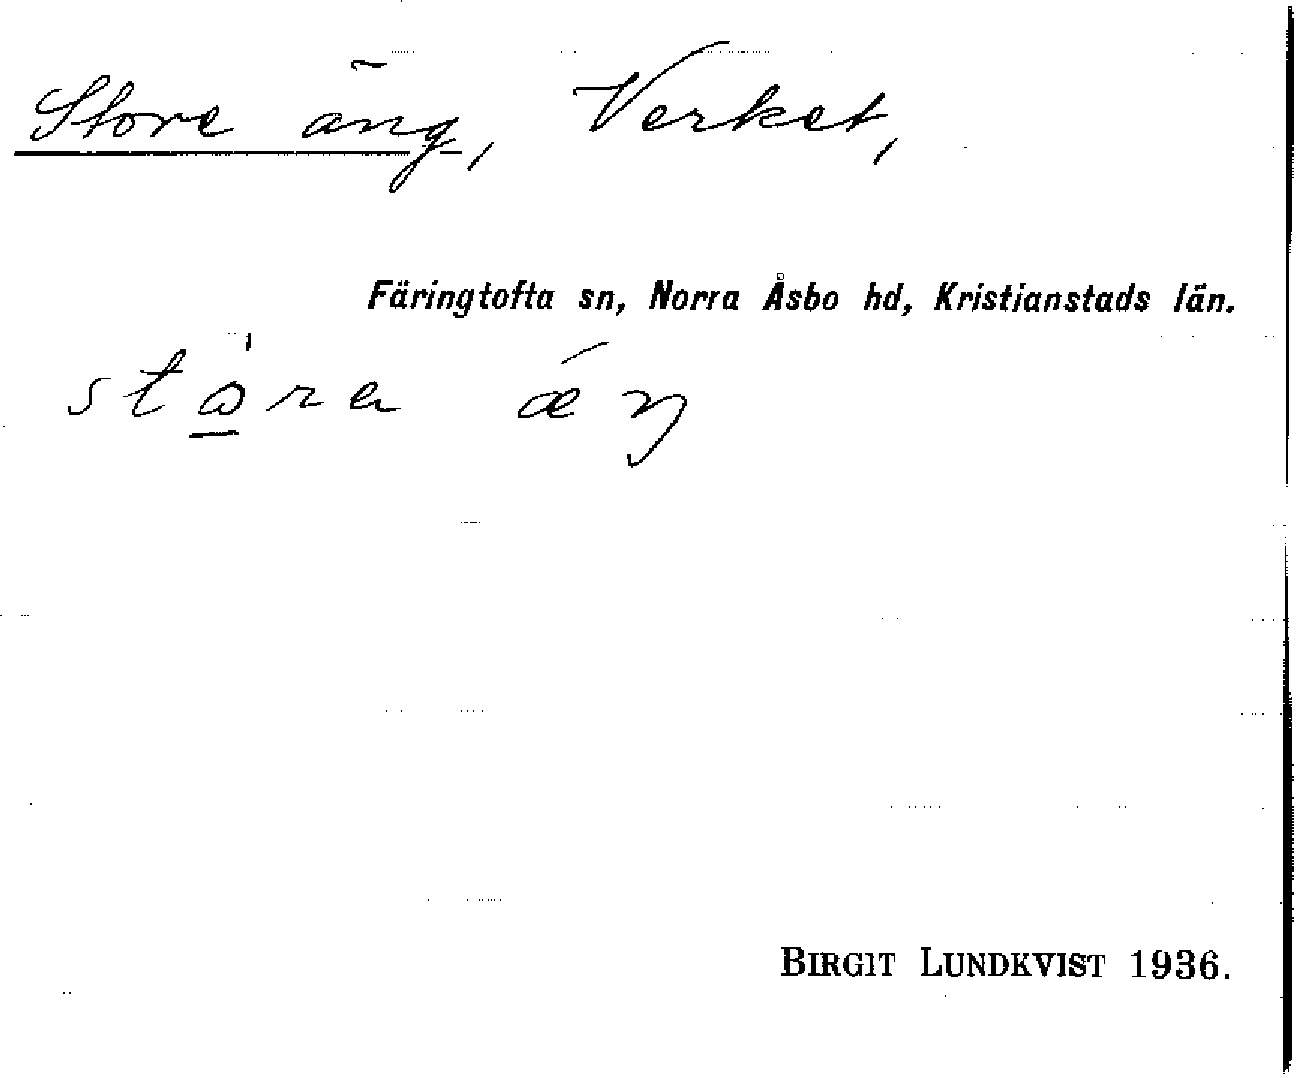 Store äng, Verket,
Färingtofta sn, Norra Åsbo hd, Kristianstads län.
BIRGIT LUNDKVIST 1936.